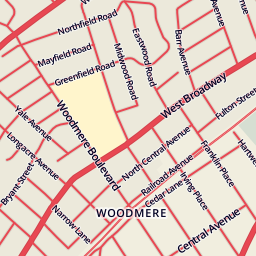 Northfield Road
Mayfield Road
Greenfield Road
Midwood Road
Eastwood Road
Barr Avenue
West Broadway
Fulton Street
Yale Avenue
Longacre Avenue
Bryant Street
Woodmere Boulevard
North Central Avenue
Railroad Avenue
Cedar Lane
Irving Place
Franklin Place
Hartwe
Narrow Lane
WOODMERE
Central Avenue